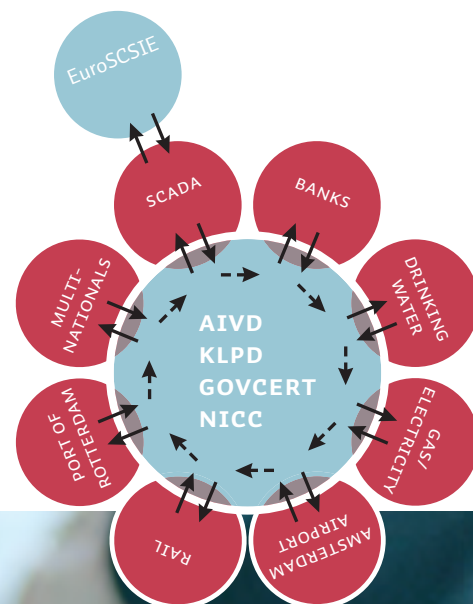 EuroSCSIE
SCADA
BANKS
MULTI-
NATIONALS
DRINKING
WATER
AIVD
KLPD
GOVCERT
NICC
PORT OF
ROTTERDAM
GAS/
ELECTRICITY
RAIL
AMSTERDAM
AIRPORT